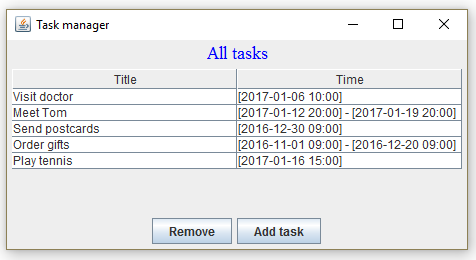 Task manager
All tasks
Title Time
Visit doctor [2017-01-06 10:00]
Meet Tom [2017-01-12 20:00] - [2017-01-19 20:00]
Send postcards [2016-12-30 09:00]
Order gifts [2016-11-01 09:00] - [2016-12-20 09:00]
Play tennis [2017-01-16 15:00]
Remove Add task